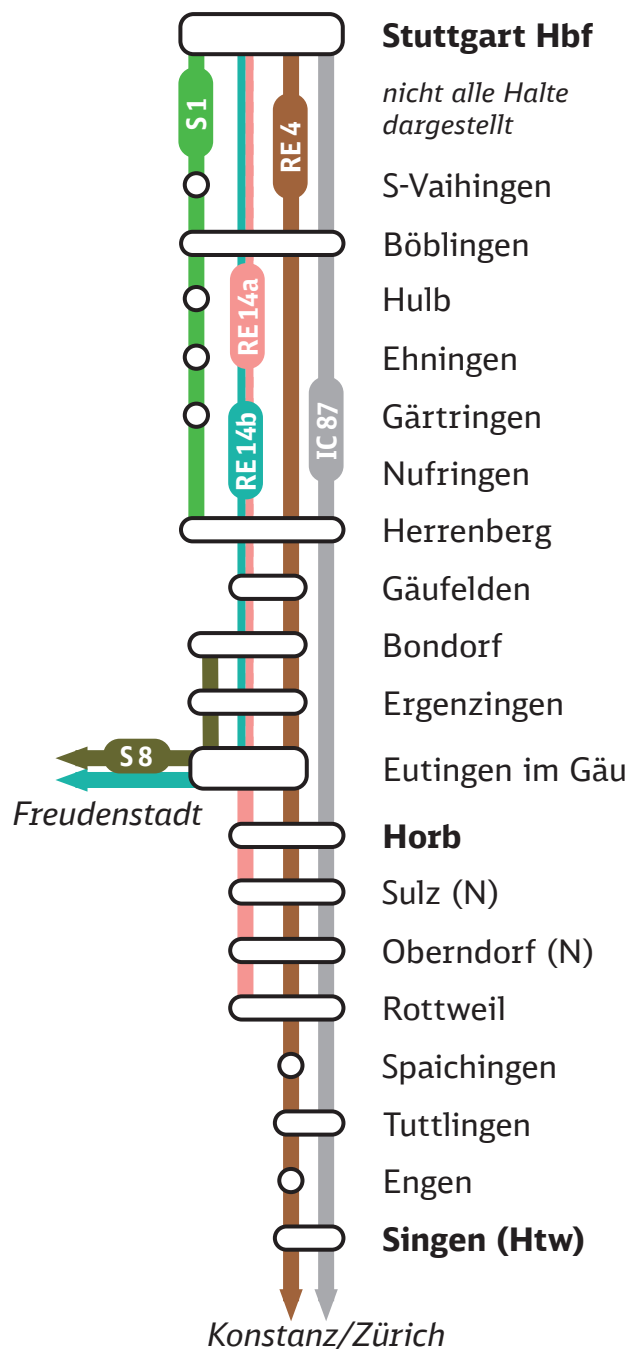 Stuttgart Hbf
nicht alle Halte
dargestellt
S 1
RE 4
S-Vaihingen
Böblingen
RE 14a
Hulb
Ehningen
RE 14b
IC 87
Gärtringen
Nufringen
Herrenberg
Gäufelden
Bondorf
Ergenzingen
S 8
Eutingen im Gäu
Freudenstadt
Horb
Sulz (N)
Oberndorf (N)
Rottweil
Spaichingen
Tuttlingen
Engen
Singen (Htw)
Konstanz/Zürich